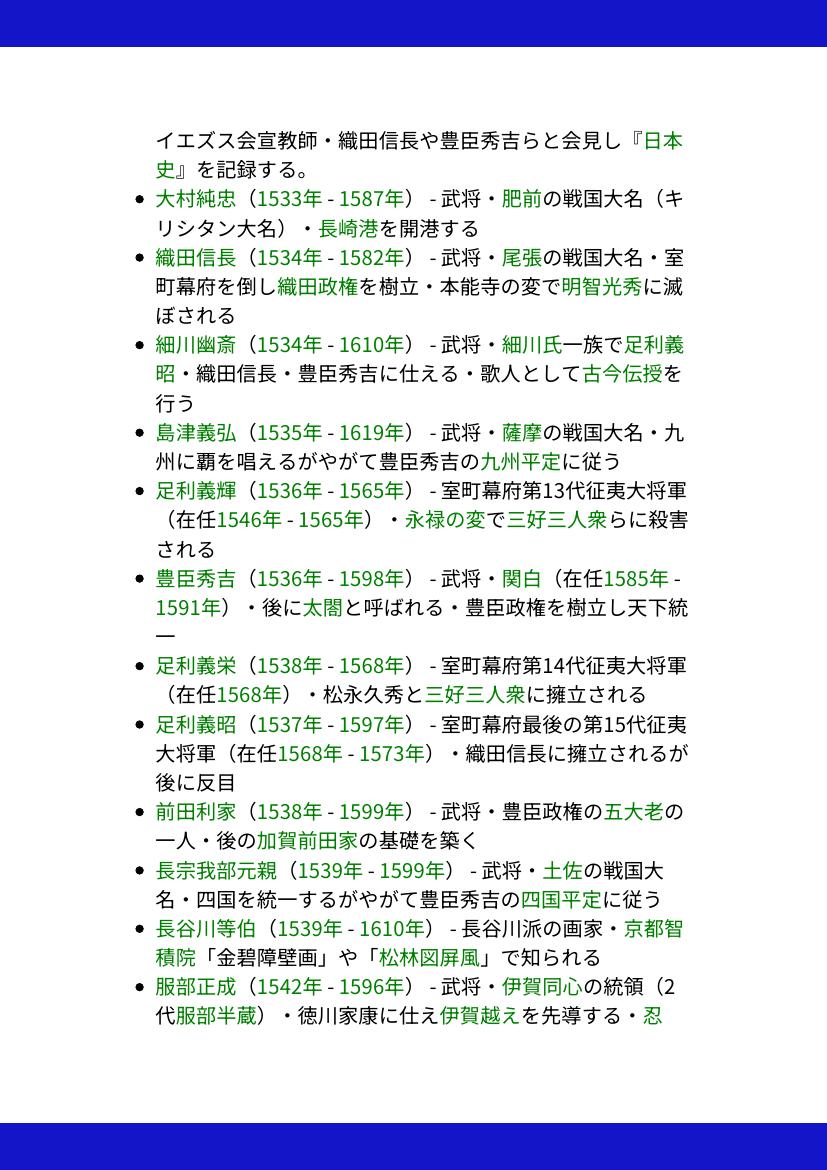 イエズス会宣教師・織田信長や豊臣秀吉らと会見し『日本
史』を記録する。
• 大村純忠（1533年 - 1587年） - 武将・肥前の戦国大名（キ
リシタン大名）・長崎港を開港する
• 織田信長（1534年 - 1582年） - 武将・尾張の戦国大名・室
町幕府を倒し織田政権を樹立・本能寺の変で明智光秀に滅
ぼされる
• 細川幽斎（1534年 - 1610年） - 武将・細川氏一族で足利義
昭・織田信長・豊臣秀吉に仕える・歌人として古今伝授を
行う
• 島津義弘（1535年 - 1619年） - 武将・薩摩の戦国大名・九
州に覇を唱えるがやがて豊臣秀吉の九州平定に従う
• 足利義輝（1536年 - 1565年） - 室町幕府第13代征夷大将軍
（在任1546年 - 1565年）・永禄の変で三好三人衆らに殺害
される
• 豊臣秀吉（1536年 - 1598年） - 武将・関白（在任1585年 -
1591年）・後に太閤と呼ばれる・豊臣政権を樹立し天下統
一
• 足利義栄（1538年 - 1568年） - 室町幕府第14代征夷大将軍
（在任1568年）・松永久秀と三好三人衆に擁立される
• 足利義昭（1537年 - 1597年） - 室町幕府最後の第15代征夷
大将軍（在任1568年 - 1573年）・織田信長に擁立されるが
後に反目
• 前田利家（1538年 - 1599年） - 武将・豊臣政権の五大老の
一人・後の加賀前田家の基礎を築く
• 長宗我部元親（1539年 - 1599年） - 武将・土佐の戦国大
名・四国を統一するがやがて豊臣秀吉の四国平定に従う
• 長谷川等伯（1539年 - 1610年） - 長谷川派の画家・京都智
積院「金碧障壁画」や「松林図屏風」で知られる
• 服部正成（1542年 - 1596年） - 武将・伊賀同心の統領（2
代服部半蔵）・徳川家康に仕え伊賀越えを先導する・忍